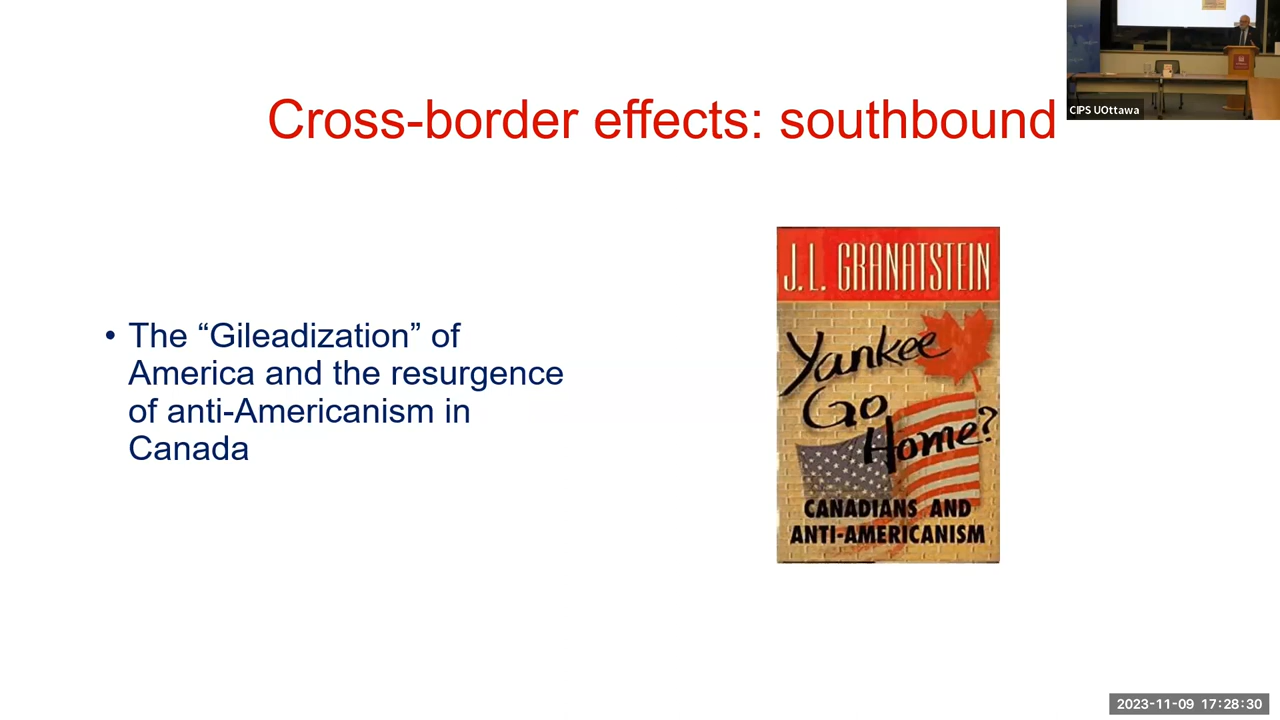 Cross-border effects: southbound
CIPS UOttawa
• The “Gileadization” of
America and the resurgence
of anti-Americanism in
Canada
J.L. GRANATSTEIN
Yankee
Go
Home?
CANADIANS AND
ANTI-AMERICANISM
2023-11-09 17:28:30